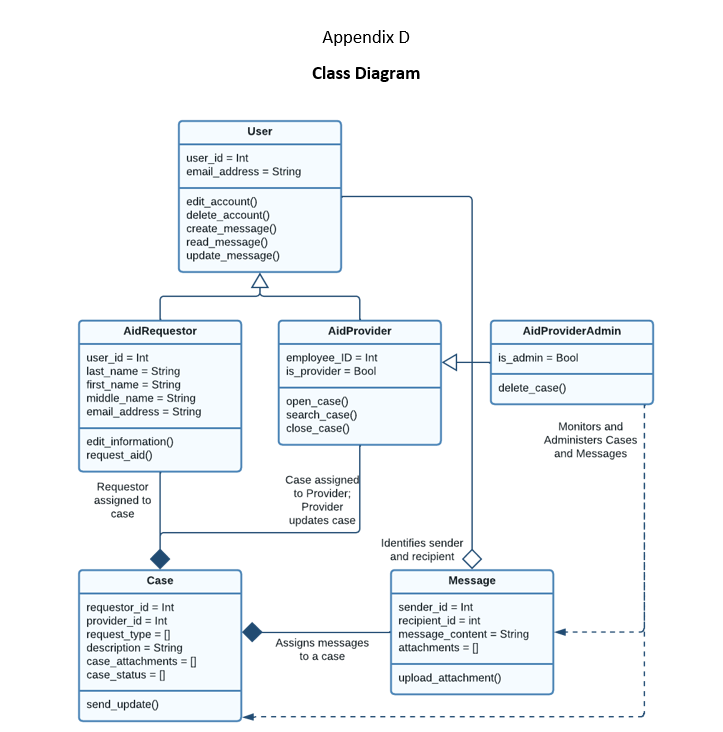 Appendix D
Class Diagram
User
user_id = Int
email_address = String
edit_account()
delete_account()
create_message()
read_message()
update_message()
AidRequestor
user_id = Int
last_name = String
first_name = String
middle_name = String
email_address = String
edit_information()
request_aid()
AidProvider
employee_ID = Int
is_provider = Bool
open_case()
search_case()
close_case()
AidProviderAdmin
is_admin = Bool
delete_case()
Monitors and
Administers Cases
and Messages
Requestor
assigned to
case
Case assigned
to Provider;
Provider
updates case
Identifies sender
and recipient
Case
requestor_id = Int
provider_id = Int
request_type = []
description = String
case_attachments = []
case_status = []
send_update()
Assigns messages
to a case
Message
sender_id = Int
recipient_id = int
message_content = String
attachments = []
upload_attachment()